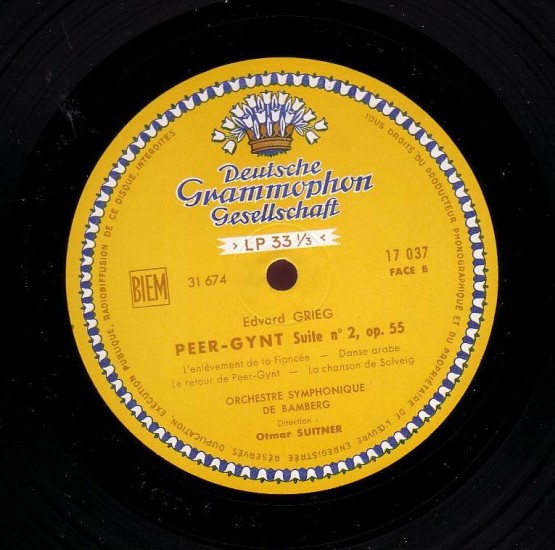 Deutsche
Grammophon
Gesellschaft
> LP 33 1/3 <
BIEM
31 674
17 037
FACE B
Edvard GRIEG
PEER-GYNT Suite n° 2, op. 55
L'enlèvement de la Fiancée — Danse arabe
Le retour de Peer-Gynt — La chanson de Solveig
ORCHESTRE SYMPHONIQUE
DE BAMBERG
Direction :
Otmar SUITNER
TOUS DROITS DU PRODUCTEUR PHONOGRAPHIQUE ET DU PROPRIÉTAIRE DE L'ŒUVRE ENREGISTRÉE RÉSERVÉS DUPLICATION, EXÉCUTION PUBLIQUE, RADIODIFFUSION DE CE DISQUE INTERDITES